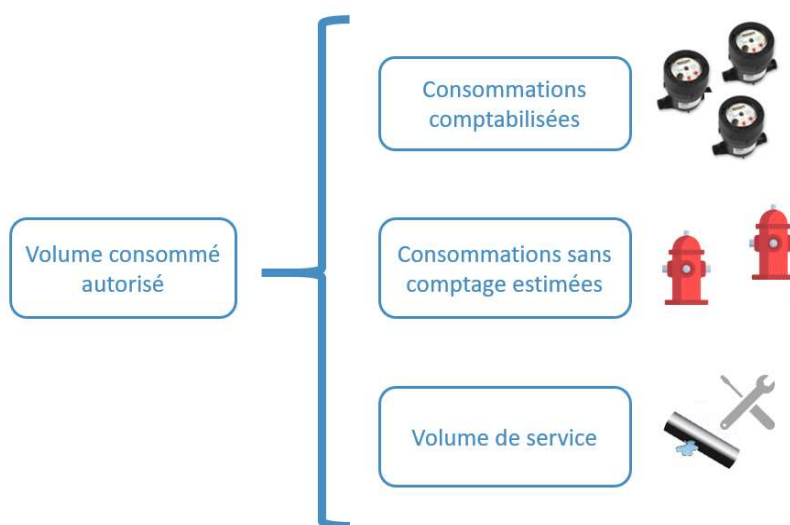 Consommations
comptabilisées
Volume consommé
autorisé
Consommations sans
comptage estimées
Volume de service